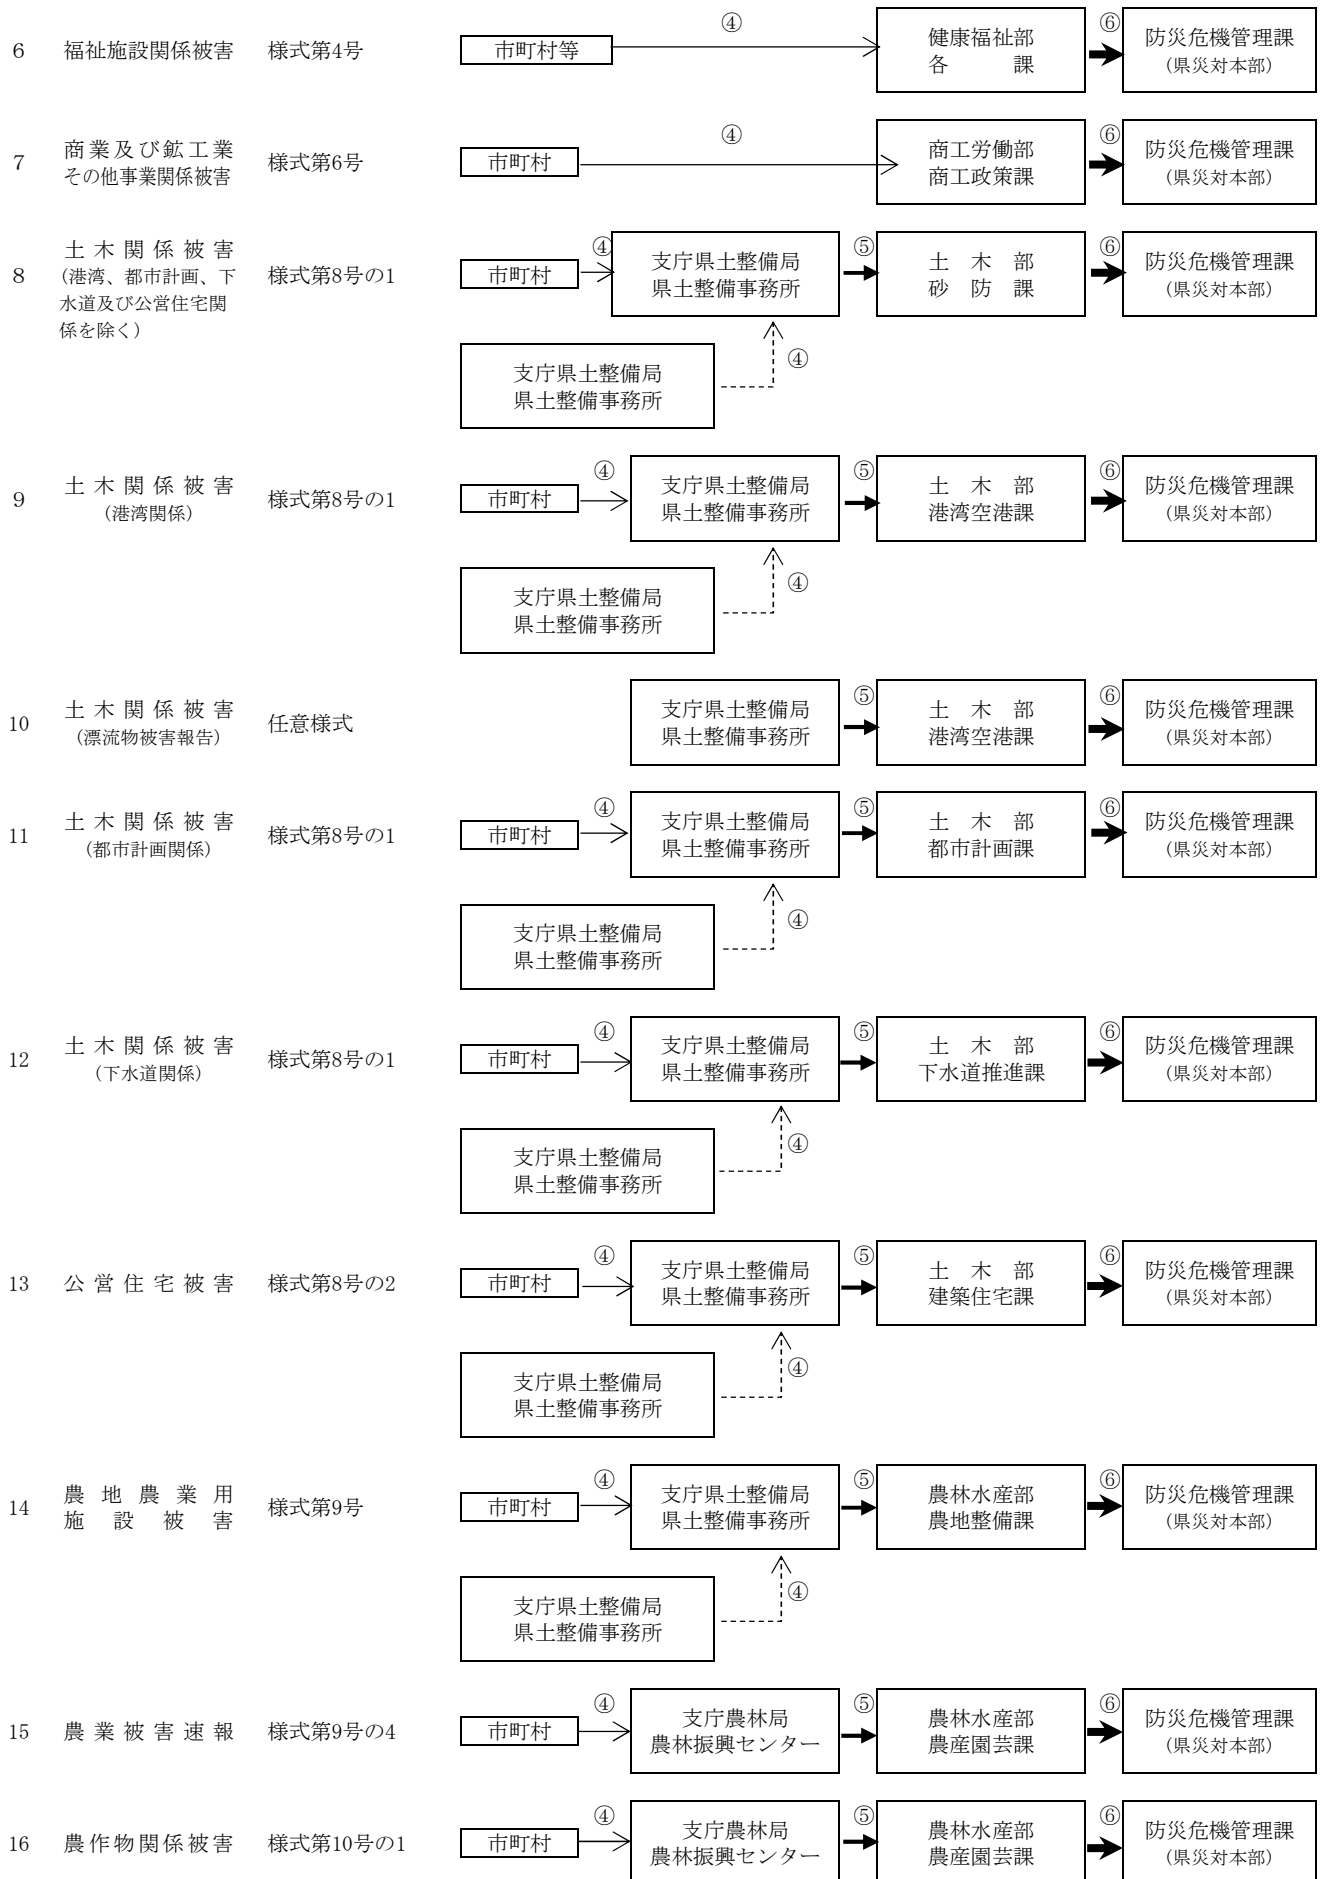 6 福祉施設関係被害 様式第4号 市町村等 ④ 健康福祉部 ⑥ 防災危機管理課
各 課 (県災対本部)
7 商業及び鉱工業 様式第6号 市町村 ④ 商工労働部 ⑥ 防災危機管理課
その他事業関係被害 商工政策課 (県災対本部)
8 土木関係被害 様式第8号の1 市町村 ④ 支庁県土整備局 ⑤ 土木部 ⑥ 防災危機管理課
(港湾、都市計画、下 県土整備事務所 砂防課 (県災対本部)
水道及び公営住宅関
係を除く)
支庁県土整備局 ④
県土整備事務所
9 土木関係被害 様式第8号の1 市町村 ④ 支庁県土整備局 ⑤ 土木部 ⑥ 防災危機管理課
(港湾関係) 県土整備事務所 港湾空港課 (県災対本部)
支庁県土整備局 ④
県土整備事務所
10 土木関係被害 任意様式 支庁県土整備局 ⑤ 土木部 ⑥ 防災危機管理課
(漂流物被害報告) 県土整備事務所 港湾空港課 (県災対本部)
11 土木関係被害 様式第8号の1 市町村 ④ 支庁県土整備局 ⑤ 土木部 ⑥ 防災危機管理課
(都市計画関係) 県土整備事務所 都市計画課 (県災対本部)
支庁県土整備局 ④
県土整備事務所
12 土木関係被害 様式第8号の1 市町村 ④ 支庁県土整備局 ⑤ 土木部 ⑥ 防災危機管理課
(下水道関係) 県土整備事務所 下水道推進課 (県災対本部)
支庁県土整備局 ④
県土整備事務所
13 公営住宅被害 様式第8号の2 市町村 ④ 支庁県土整備局 ⑤ 土木部 ⑥ 防災危機管理課
県土整備事務所 建築住宅課 (県災対本部)
支庁県土整備局 ④
県土整備事務所
14 農地農業用 様式第9号 市町村 ④ 支庁県土整備局 ⑤ 農林水産部 ⑥ 防災危機管理課
施設被害 県土整備事務所 農地整備課 (県災対本部)
支庁県土整備局 ④
県土整備事務所
15 農業被害速報 様式第9号の4 市町村 ④ 支庁農林局 ⑤ 農林水産部 ⑥ 防災危機管理課
農林振興センター 農産園芸課 (県災対本部)
16 農作物関係被害 様式第10号の1 市町村 ④ 支庁農林局 ⑤ 農林水産部 ⑥ 防災危機管理課
農林振興センター 農産園芸課 (県災対本部)